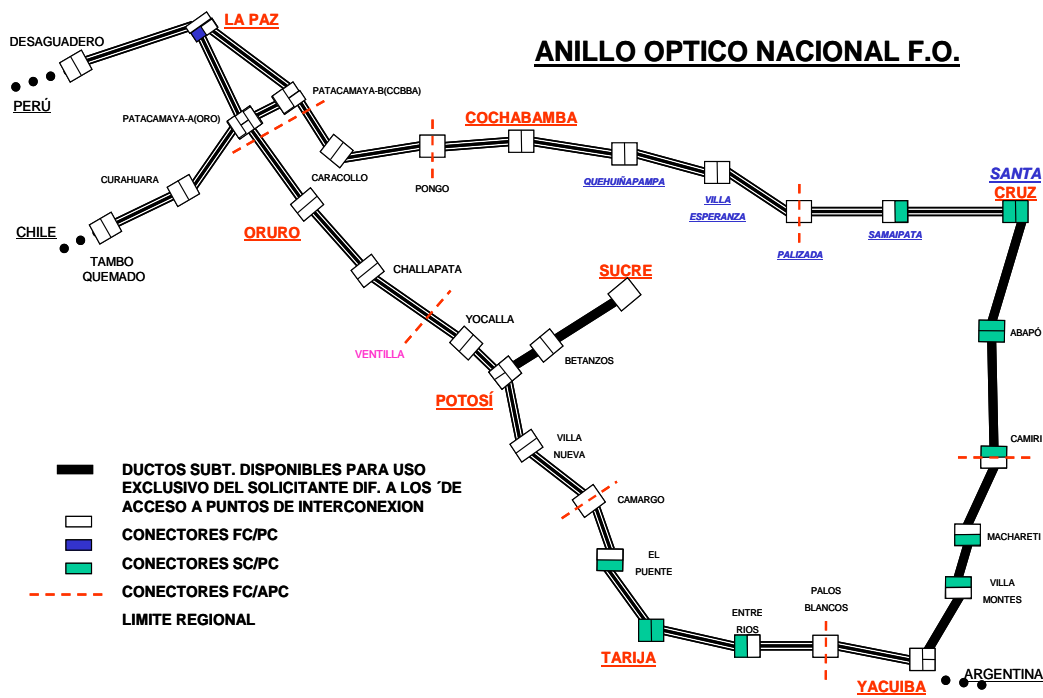 LA PAZ
DESAGUADERO
ANILLO OPTICO NACIONAL F.O.
PERÚ
PATACAMAYA-B(CCBBA)
PATACAMAYA-A(ORO)
COCHABAMBA
CARACOLLO
PONGO
QUEHUIÑAPAMPA
VILLA
ESPERANZA
SANTA
CRUZ
CURAHUARA
CHILE
TAMBO
QUEMADO
ORURO
PALIZADA
SAMAIPATA
CHALLAPATA
SUCRE
YOCALLA
VENTILLA
BETANZOS
ABAPÓ
POTOSÍ
VILLA
NUEVA
CAMIRI
CAMARGO
DUCTOS SUBT. DISPONIBLES PARA USO
EXCLUSIVO DEL SOLICITANTE DIF. A LOS ´DE
ACCESO A PUNTOS DE INTERCONEXION
CONECTORES FC/PC
CONECTORES SC/PC
CONECTORES FC/APC
LIMITE REGIONAL
MACHARETI
EL
PUENTE
VILLA
MONTES
PALOS
BLANCOS
ENTRE
RIOS
TARIJA
YACUIBA
ARGENTINA